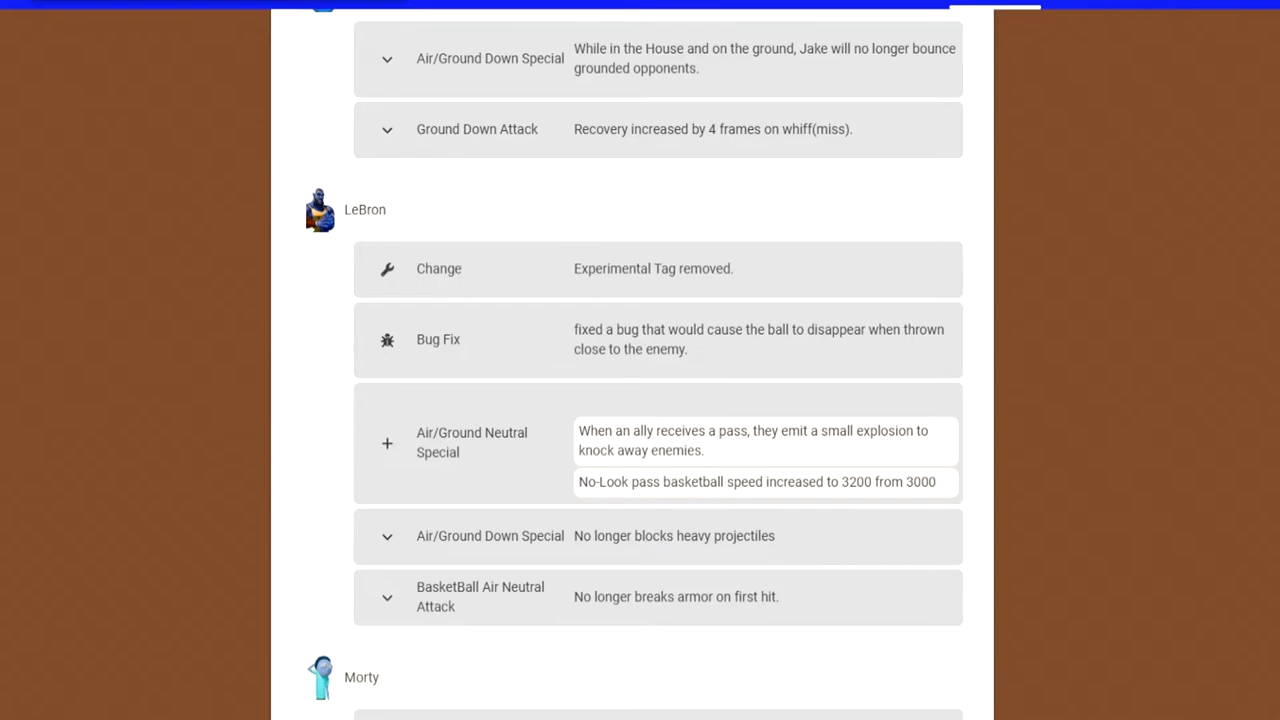 Air/Ground Down Special
While in the House and on the ground, Jake will no longer bounce
grounded opponents.
Ground Down Attack
Recovery increased by 4 frames on whiff(miss).
LeBron
Change
Experimental Tag removed.
Bug Fix
fixed a bug that would cause the ball to disappear when thrown
close to the enemy.
Air/Ground Neutral
Special
When an ally receives a pass, they emit a small explosion to
knock away enemies.
No-Look pass basketball speed increased to 3200 from 3000
Air/Ground Down Special
No longer blocks heavy projectiles
BasketBall Air Neutral
Attack
No longer breaks armor on first hit.
Morty